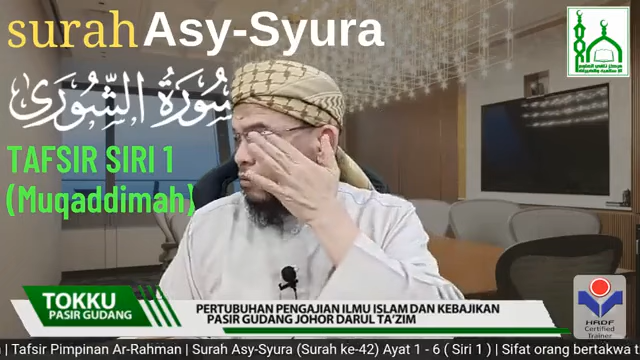 surah Asy-Syura
سُورَةُ الشُّورَى
TAFSIR SIRI 1
(Muqaddimah)
TOKKU
PASIR GUDANG
PERTUBUHAN PENGAJIAN ILMU ISLAM DAN KEBAJIKAN
PASIR GUDANG JOHOR DARUL TA'ZIM
HRDF
Certified
Trainer
| Tafsir Pimpinan Ar-Rahman | Surah Asy-Syura (Surah ke-42) Ayat 1 - 6 ( Siri 1 ) | Sifat orang bertakwa